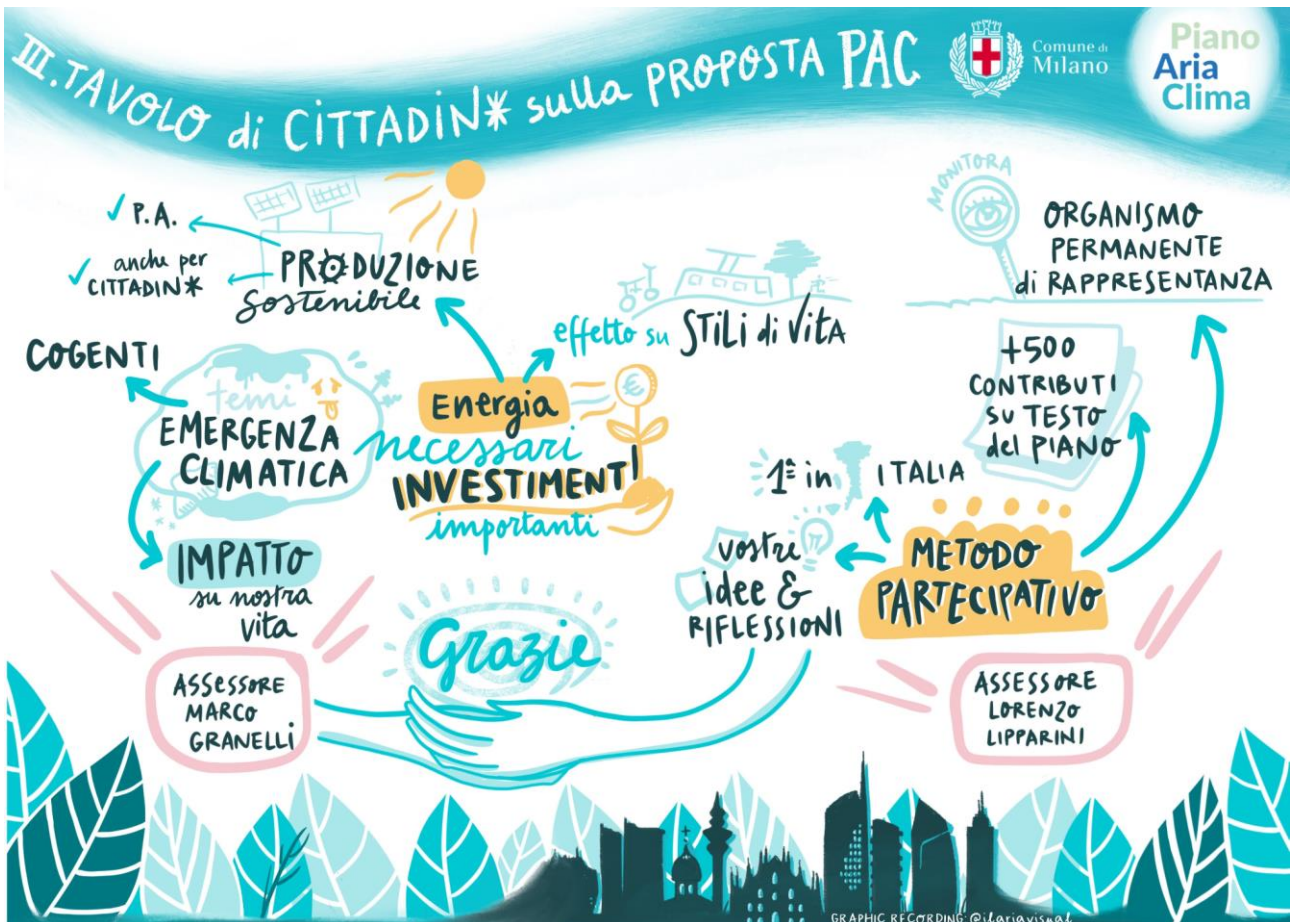 III. TAVOLO di CITTADIN* sulla PROPOSTA PAC
Comune di
Milano
Piano
Aria
Clima
✓ P.A.
✓ anche per
CITTADIN*
PRODUZIONE
Sostenibile
effetto su STILI di VITA
MONITORA
ORGANISMO
PERMANENTE
di RAPPRESENTANZA
COGENTI
temi
EMERGENZA
CLIMATICA
IMPATTO
su nostra
vita
Energia
necessari
INVESTIMENTI
importanti
€
+500
CONTRIBUTI
SU TESTO
del PIANO
1ª in ITALIA
vostre
idee &
RIFLESSIONI
METODO
PARTECIPATIVO
Grazie
ASSESSORE
MARCO
GRANELLI
ASSESSORE
LORENZO
LIPPARINI
GRAPHIC RECORDING @ilariavisual